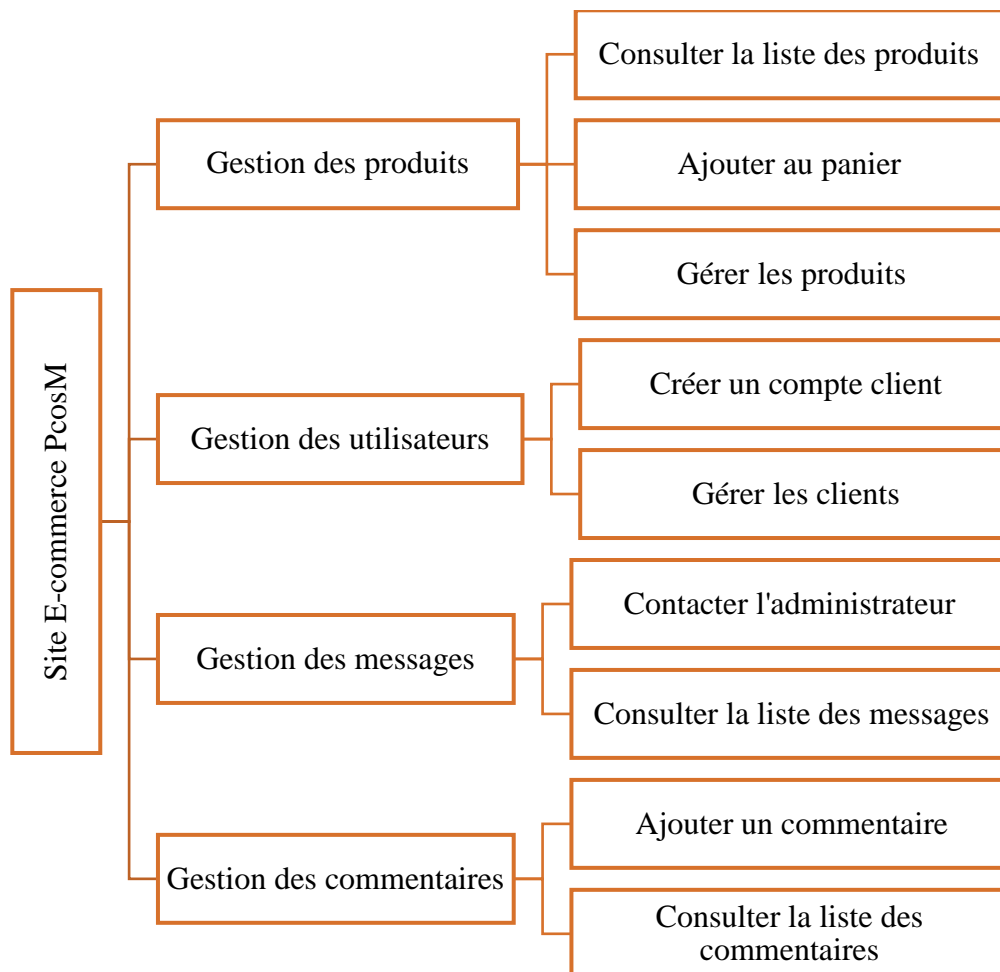 Site E-commerce PcosM
Gestion des produits
Consulter la liste des produits
Ajouter au panier
Gérer les produits
Gestion des utilisateurs
Créer un compte client
Gérer les clients
Gestion des messages
Contacter l'administrateur
Consulter la liste des messages
Gestion des commentaires
Ajouter un commentaire
Consulter la liste des
commentaires